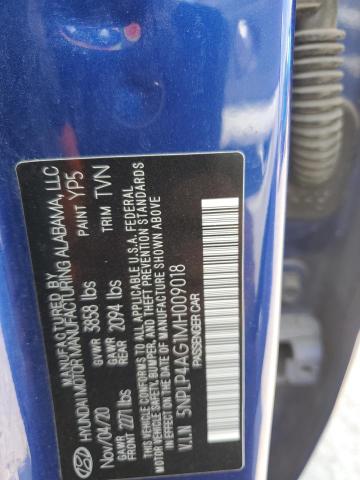 MANUFACTURED BY
HYUNDAI MOTOR MANUFACTURING ALABAMA, LLC
Nov/04/20 GVWR 3858 lbs PAINT YP5
GAWR FRONT 2271 lbs GAWR REAR 2094 lbs TRIM TVN
THIS VEHICLE CONFORMS TO ALL APPLICABLE U.S.A. FEDERAL
MOTOR VEHICLE SAFETY, BUMPER, AND THEFT PREVENTION
STANDARDS IN EFFECT ON THE DATE OF MANUFACTURE SHOWN ABOVE.
V.I.N 5NPLP4AG1MH009018
PASSENGER CAR